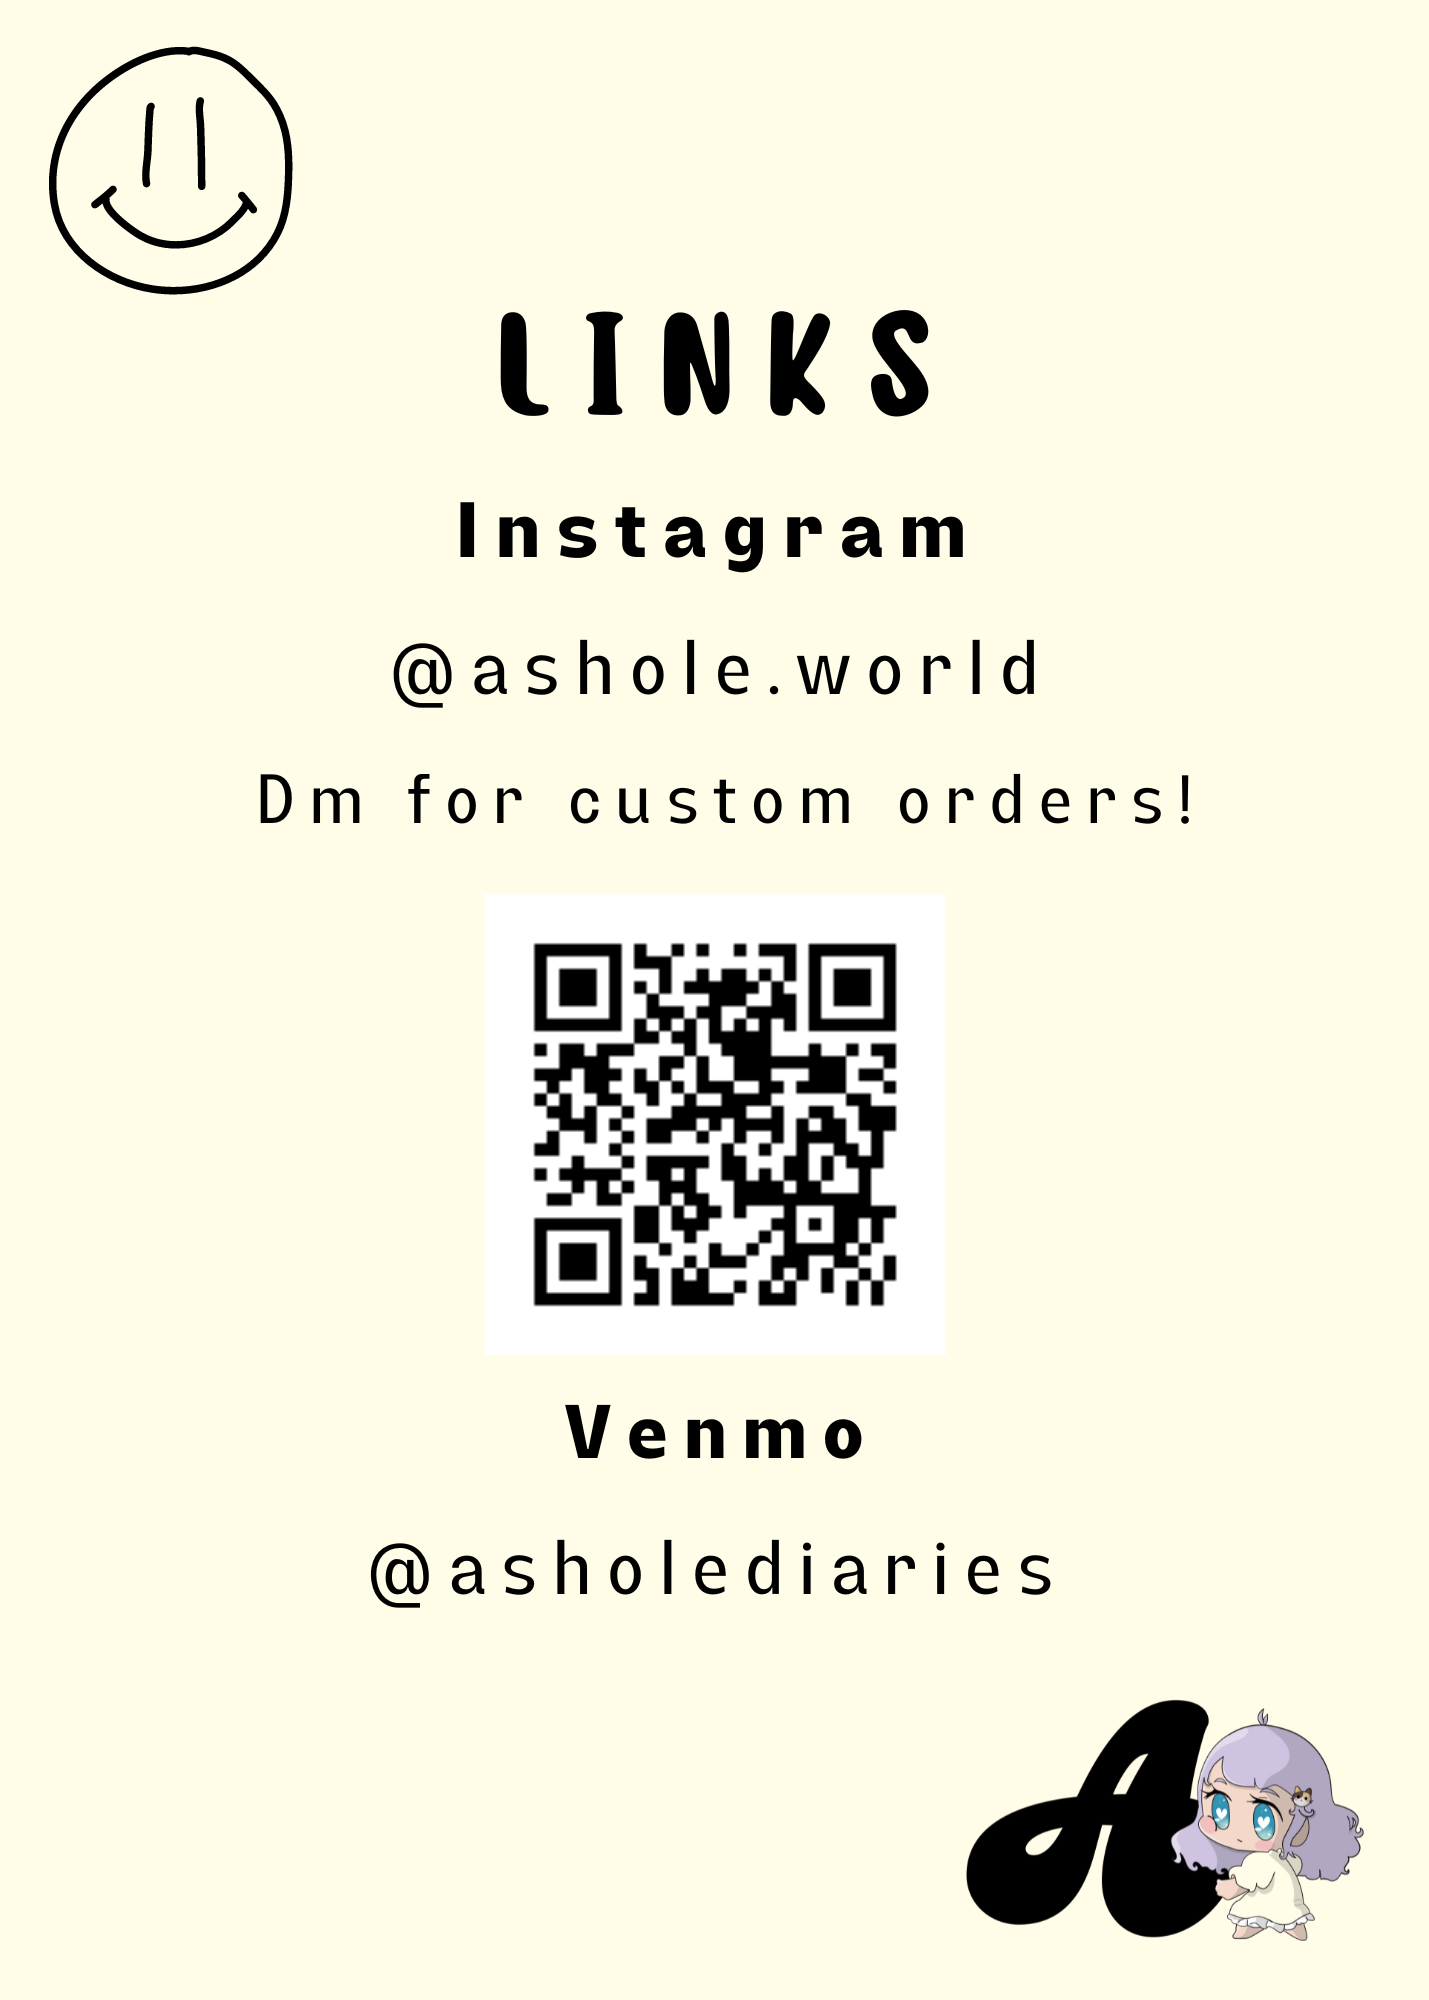 LINKS
Instagram
@ashole.world
Dm for custom orders!
Venmo
@asholediaries
A